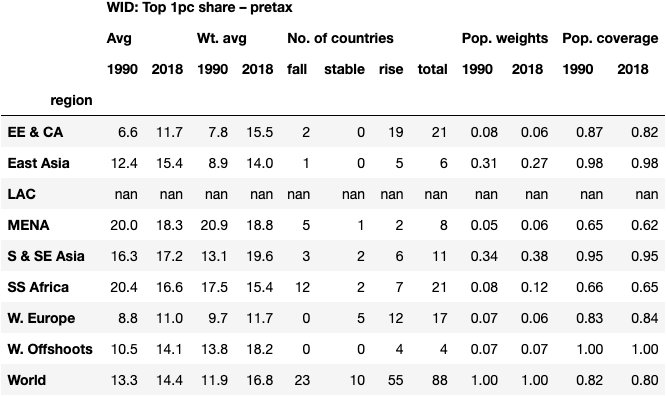 WID: Top 1pc share – pretax
Avg Wt. avg No. of countries Pop. weights Pop. coverage
1990 2018 1990 2018 fall stable rise total 1990 2018 1990 2018
region
EE & CA 6.6 11.7 7.8 15.5 2 0 19 21 0.08 0.06 0.87 0.82
East Asia 12.4 15.4 8.9 14.0 1 0 5 6 0.31 0.27 0.98 0.98
LAC nan nan nan nan nan nan nan nan nan nan nan nan
MENA 20.0 18.3 20.9 18.8 5 1 2 8 0.05 0.06 0.65 0.62
S & SE Asia 16.3 17.2 13.1 19.6 3 2 6 11 0.34 0.38 0.95 0.95
SS Africa 20.4 16.6 17.5 15.4 12 2 7 21 0.08 0.12 0.66 0.65
W. Europe 8.8 11.0 9.7 11.7 0 5 12 17 0.07 0.06 0.83 0.84
W. Offshoots 10.5 14.1 13.8 18.2 0 0 4 4 0.07 0.07 1.00 1.00
World 13.3 14.4 11.9 16.8 23 10 55 88 1.00 1.00 0.82 0.80